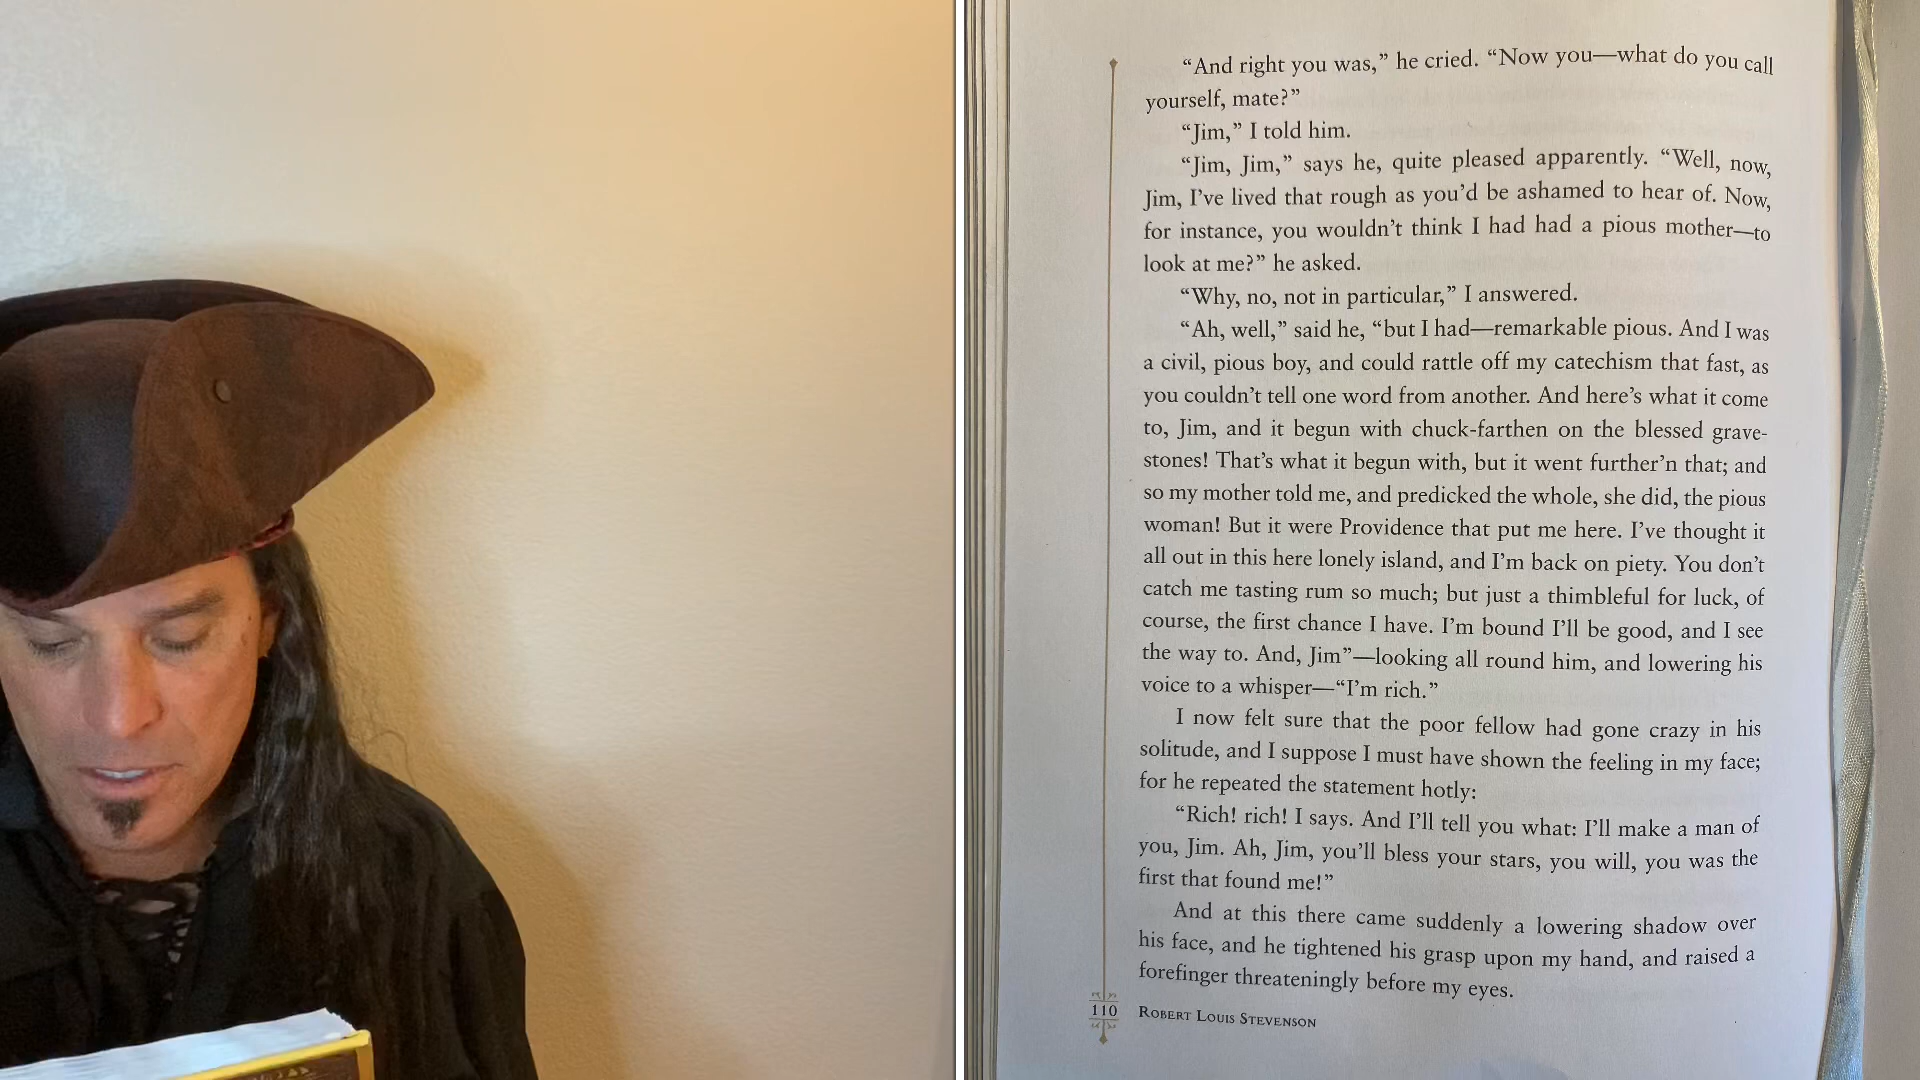 “And right you was,” he cried. “Now you—what do you call
yourself, mate?”
“Jim,” I told him.
“Jim, Jim,” says he, quite pleased apparently. “Well, now,
Jim, I’ve lived that rough as you’d be ashamed to hear of. Now,
for instance, you wouldn’t think I had had a pious mother—to
look at me?” he asked.
“Why, no, not in particular,” I answered.
“Ah, well,” said he, “but I had—remarkable pious. And I was
a civil, pious boy, and could rattle off my catechism that fast, as
you couldn’t tell one word from another. And here’s what it come
to, Jim, and it begun with chuck-farthen on the blessed grave-
stones! That’s what it begun with, but it went further’n that; and
so my mother told me, and predicked the whole, she did, the pious
woman! But it were Providence that put me here. I’ve thought it
all out in this here lonely island, and I’m back on piety. You don’t
catch me tasting rum so much; but just a thimbleful for luck, of
course, the first chance I have. I’m bound I’ll be good, and I see
the way to. And, Jim”—looking all round him, and lowering his
voice to a whisper—“I’m rich.”
I now felt sure that the poor fellow had gone crazy in his
solitude, and I suppose I must have shown the feeling in my face;
for he repeated the statement hotly:
“Rich! rich! I says. And I’ll tell you what: I’ll make a man of
you, Jim. Ah, Jim, you’ll bless your stars, you will, you was the
first that found me!”
And at this there came suddenly a lowering shadow over
his face, and he tightened his grasp upon my hand, and raised a
forefinger threateningly before my eyes.
110 ROBERT LOUIS STEVENSON